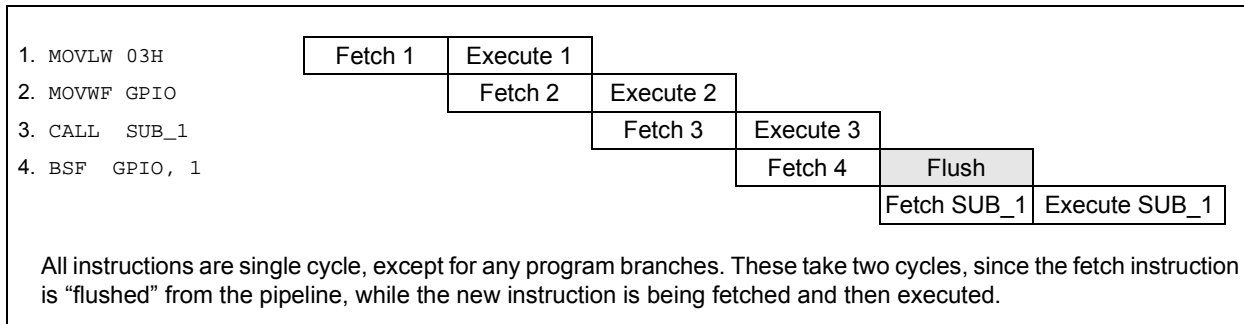 1. MOVLW 03H Fetch 1 Execute 1
2. MOVWF GPIO Fetch 2 Execute 2
3. CALL SUB_1 Fetch 3 Execute 3
4. BSF GPIO, 1 Fetch 4 Flush
Fetch SUB_1 Execute SUB_1
All instructions are single cycle, except for any program branches. These take two cycles, since the fetch instruction
is “flushed” from the pipeline, while the new instruction is being fetched and then executed.